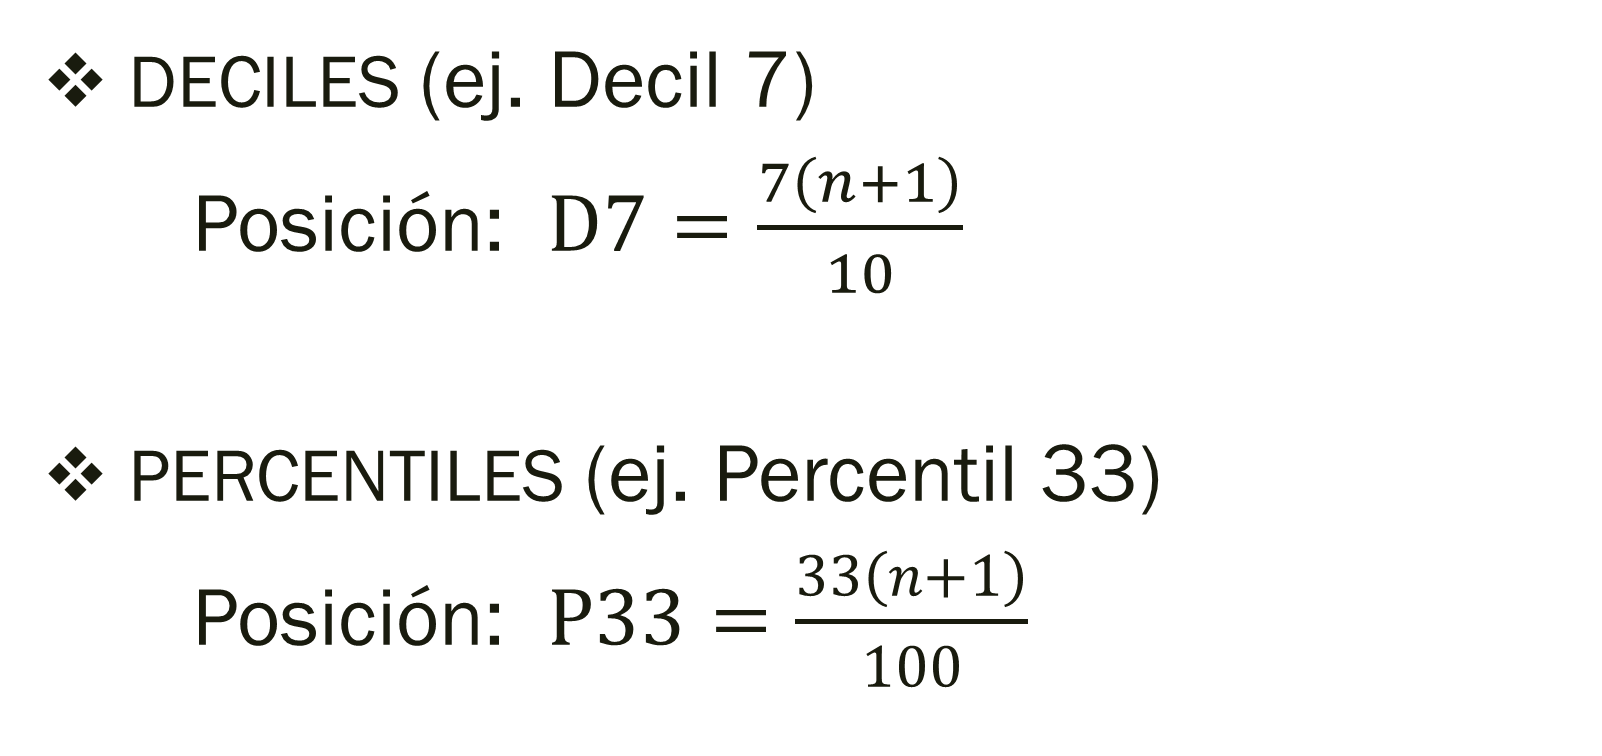 ❖ DECILES (ej. Decil 7)
Posición: D7 = 7(n+1)/10
❖ PERCENTILES (ej. Percentil 33)
Posición: P33 = 33(n+1)/100